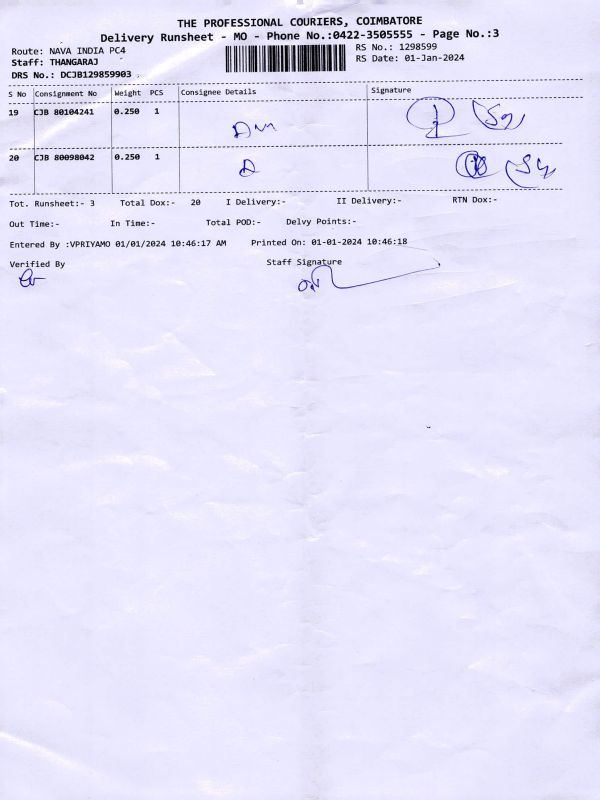 THE PROFESSIONAL COURIERS, COIMBATORE
Delivery Runsheet - MO - Phone No.:0422-3505555 - Page No.:3
Route: NAVA INDIA PC4
RS No.: 1298599
Staff: THANGARAJ
RS Date: 01-Jan-2024
DRS No.: DCJB129859903
S No Consignment No Weight PCS Consignee Details Signature
19 CJB 80104241 0.250 1
20 CJB 80098042 0.250 1
Tot. Runsheet:- 3 Total Dox:- 20 I Delivery:- II Delivery:- RTN Dox:-
Out Time:- In Time:- Total POD:- Delvy Points:-
Entered By :VPRIYAMO 01/01/2024 10:46:17 AM Printed On: 01-01-2024 10:46:18
Verified By Staff Signature